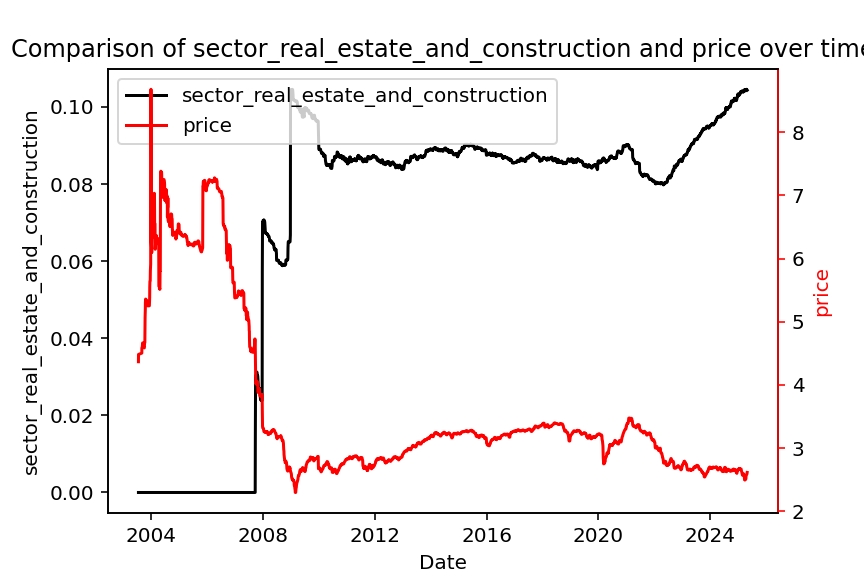 Comparison of sector_real_estate_and_construction and price over time
sector_real_estate_and_construction
price
0.10
0.08
0.06
0.04
0.02
0.00
sector_real_estate_and_construction
8
7
6
5
4
3
2
price
2004 2008 2012 2016 2020 2024
Date